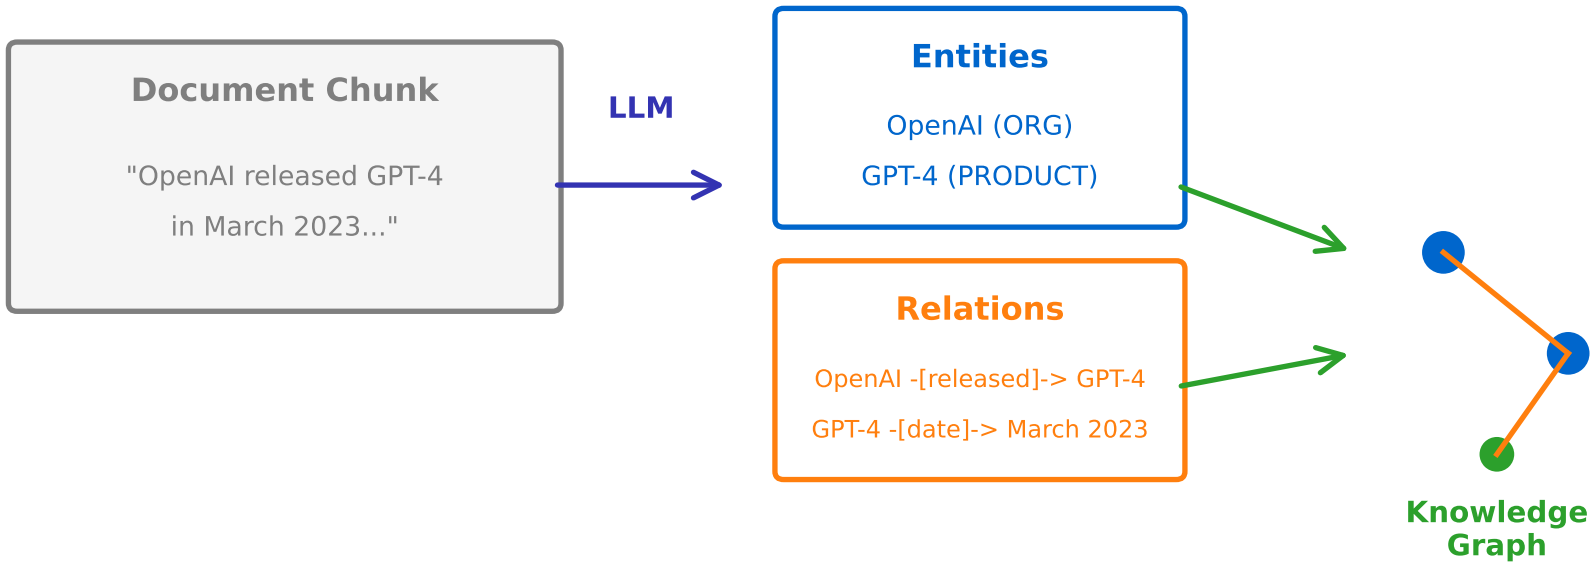 Document Chunk
"OpenAI released GPT-4
in March 2023..."
LLM
Entities
OpenAI (ORG)
GPT-4 (PRODUCT)
Relations
OpenAI -[released]-> GPT-4
GPT-4 -[date]-> March 2023
Knowledge
Graph